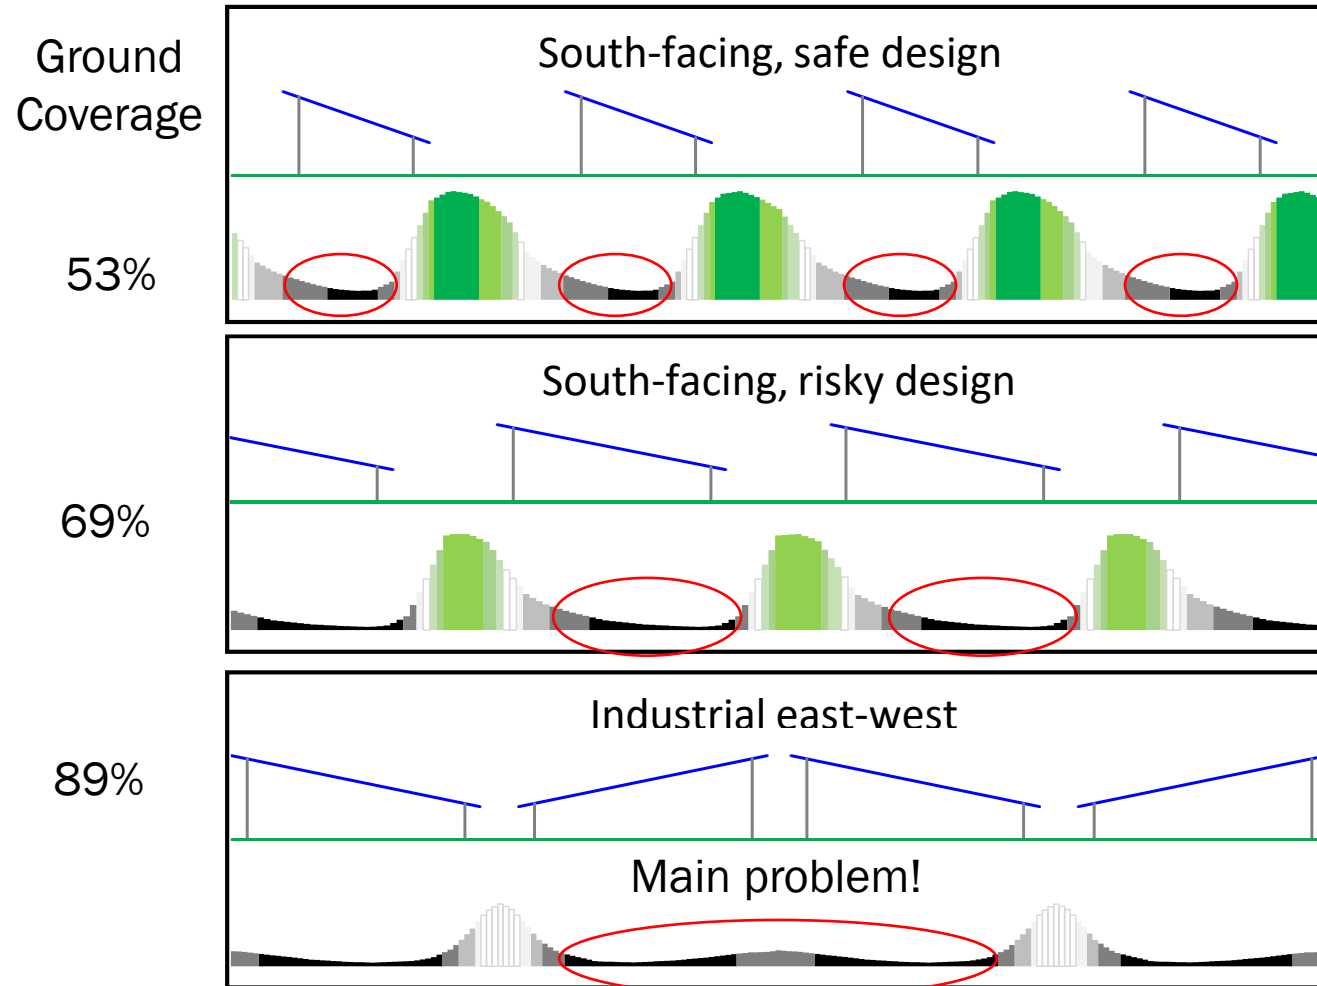 Ground
Coverage
South-facing, safe design
53%
South-facing, risky design
69%
Industrial east-west
89%
Main problem!